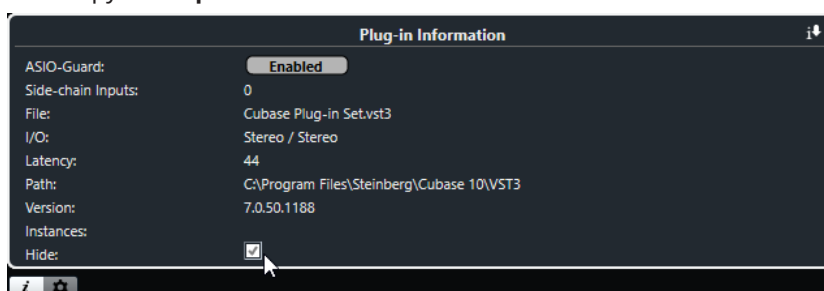 Plug-in Information
ASIO-Guard: Enabled
Side-chain Inputs: 0
File: Cubase Plug-in Set.vst3
I/O: Stereo / Stereo
Latency: 44
Path: C:\Program Files\Steinberg\Cubase 10\VST3
Version: 7.0.50.1188
Instances:
Hide: